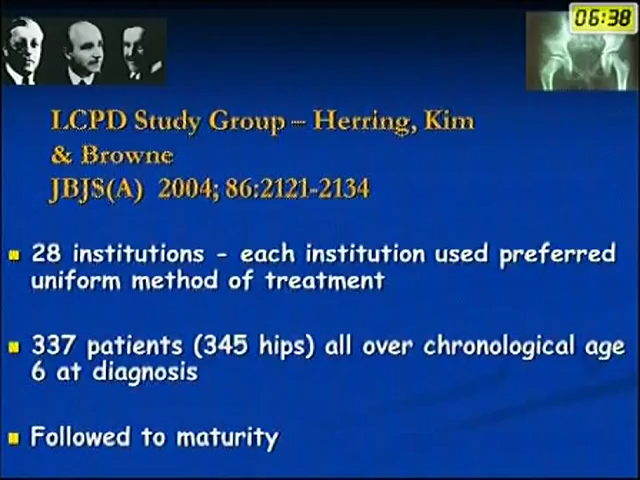 06:38
LCPD Study Group – Herring, Kim
& Browne
JBJS(A) 2004; 86:2121-2134
28 institutions - each institution used preferred
uniform method of treatment
337 patients (345 hips) all over chronological age
6 at diagnosis
Followed to maturity